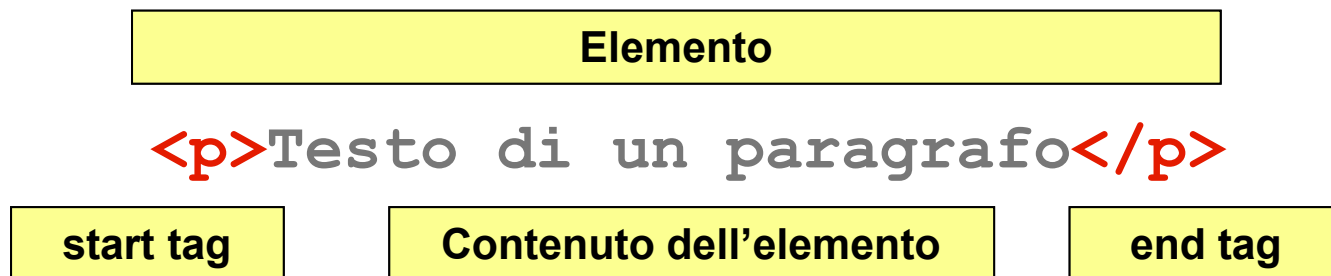 Elemento
<p>Testo di un paragrafo</p>
start tag Contenuto dell’elemento end tag